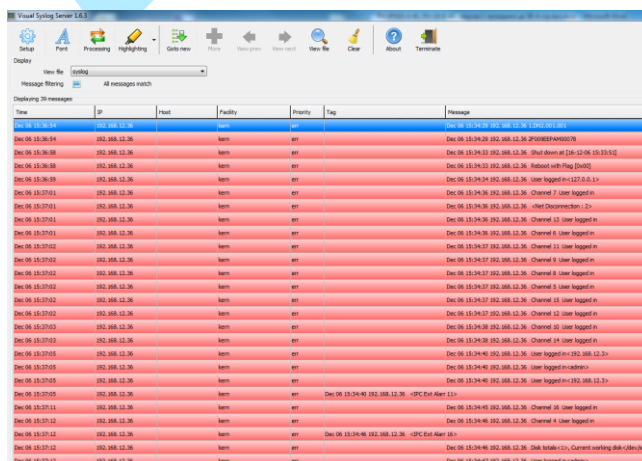 Visual Syslog Server 1.6.3
Setup Font Processing Highlighting Goto new More View prev View next View file Clear About Terminate
Display
View file syslog
Message filtering All messages match
Displaying 39 messages
Time IP Host Facility Priority Tag Message
Dec 06 15:36:54 192.168.12.36 kern err Dec 06 15:34:29 192.168.12.36
Dec 06 15:36:54 192.168.12.36 kern err Dec 06 15:34:29 192.168.12.36
Dec 06 15:36:58 192.168.12.36 kern err Dec 06 15:34:33 192.168.12.36 Shut down at [16-12-06 15:33:51]
Dec 06 15:36:58 192.168.12.36 kern err Dec 06 15:34:33 192.168.12.36 Reboot with Flag [0x00]
Dec 06 15:36:59 192.168.12.36 kern err Dec 06 15:34:34 192.168.12.36 User logged in<127.0.0.1>
Dec 06 15:37:01 192.168.12.36 kern err Dec 06 15:34:36 192.168.12.36 Channel 7 User logged in
Dec 06 15:37:01 192.168.12.36 kern err Dec 06 15:34:36 192.168.12.36 <Net Disconnection : 2>
Dec 06 15:37:01 192.168.12.36 kern err Dec 06 15:34:36 192.168.12.36 Channel 13 User logged in
Dec 06 15:37:01 192.168.12.36 kern err Dec 06 15:34:36 192.168.12.36 Channel 6 User logged in
Dec 06 15:37:02 192.168.12.36 kern err Dec 06 15:34:37 192.168.12.36 Channel 11 User logged in
Dec 06 15:37:02 192.168.12.36 kern err Dec 06 15:34:37 192.168.12.36 Channel 9 User logged in
Dec 06 15:37:02 192.168.12.36 kern err Dec 06 15:34:37 192.168.12.36 Channel 8 User logged in
Dec 06 15:37:02 192.168.12.36 kern err Dec 06 15:34:37 192.168.12.36 Channel 5 User logged in
Dec 06 15:37:02 192.168.12.36 kern err Dec 06 15:34:37 192.168.12.36 Channel 15 User logged in
Dec 06 15:37:02 192.168.12.36 kern err Dec 06 15:34:37 192.168.12.36 Channel 12 User logged in
Dec 06 15:37:03 192.168.12.36 kern err Dec 06 15:34:38 192.168.12.36 Channel 10 User logged in
Dec 06 15:37:03 192.168.12.36 kern err Dec 06 15:34:38 192.168.12.36 Channel 14 User logged in
Dec 06 15:37:05 192.168.12.36 kern err Dec 06 15:34:40 192.168.12.36 User logged in<192.168.12.3>
Dec 06 15:37:05 192.168.12.36 kern err Dec 06 15:34:40 192.168.12.36 User logged in<admin>
Dec 06 15:37:05 192.168.12.36 kern err Dec 06 15:34:40 192.168.12.36 User logged in<192.168.12.3>
Dec 06 15:37:05 192.168.12.36 kern err Dec 06 15:34:40 192.168.12.36 <IPC Ext Alarr 11>
Dec 06 15:37:11 192.168.12.36 kern err Dec 06 15:34:45 192.168.12.36 Channel 16 User logged in
Dec 06 15:37:12 192.168.12.36 kern err Dec 06 15:34:46 192.168.12.36 Channel 4 User logged in
Dec 06 15:37:12 192.168.12.36 kern err Dec 06 15:34:46 192.168.12.36 <IPC Ext Alarr 16>
Dec 06 15:37:12 192.168.12.36 kern err Dec 06 15:34:46 192.168.12.36 Disk totals<1>, Current working disk
Dec 06 15:37:12 192.168.12.36 kern err Dec 06 15:34:47 192.168.12.36 User logged in<admin>